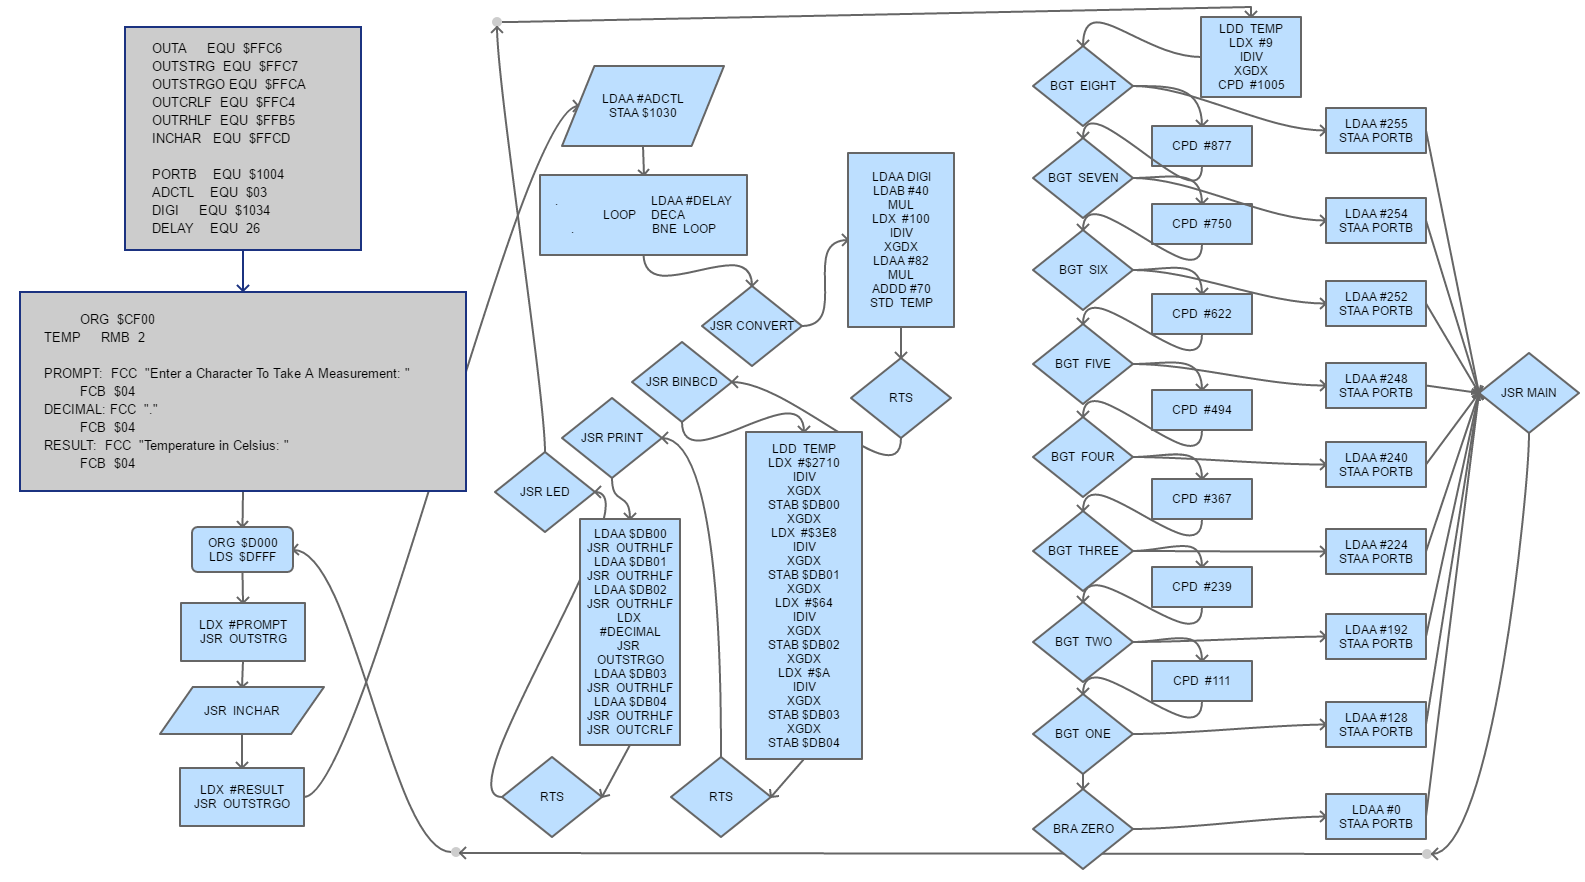 OUTA EQU $FFC6
OUTSTRG EQU $FFC7
OUTSTRGO EQU $FFCA
OUTCRLF EQU $FFC4
OUTRHLF EQU $FFB5
INCHAR EQU $FFCD
PORTB EQU $1004
ADCTL EQU $03
DIGI EQU $1034
DELAY EQU 26
ORG $CF00
TEMP RMB 2
PROMPT: FCC "Enter a Character To Take A Measurement: "
FCB $04
DECIMAL: FCC "."
FCB $04
RESULT: FCC "Temperature in Celsius: "
FCB $04
ORG $D000
LDS $DFFF
LDX #PROMPT
JSR OUTSTRG
JSR INCHAR
LDX #RESULT
JSR OUTSTRGO
LDAA #ADCTL
STAA $1030
. LDAA #DELAY
LOOP DECA
. BNE LOOP
JSR CONVERT
LDAA DIGI
LDAB #40
MUL
LDX #100
IDIV
XGDX
LDAA #82
MUL
ADDD #70
STD TEMP
RTS
JSR BINBCD
LDD TEMP
LDX #$2710
IDIV
XGDX
STAB $DB00
XGDX
LDX #$3E8
IDIV
XGDX
STAB $DB01
XGDX
LDX #$64
IDIV
XGDX
STAB $DB02
XGDX
LDX #$A
IDIV
XGDX
STAB $DB03
XGDX
STAB $DB04
RTS
JSR PRINT
LDAA $DB00
JSR OUTRHLF
LDAA $DB01
JSR OUTRHLF
LDAA $DB02
JSR OUTRHLF
LDX
#DECIMAL
JSR
OUTSTRGO
LDAA $DB03
JSR OUTRHLF
LDAA $DB04
JSR OUTRHLF
JSR OUTCRLF
RTS
JSR LED
LDD TEMP
LDX #9
IDIV
XGDX
CPD #1005
BGT EIGHT
LDAA #255
STAA PORTB
CPD #877
BGT SEVEN
LDAA #254
STAA PORTB
CPD #750
BGT SIX
LDAA #252
STAA PORTB
CPD #622
BGT FIVE
LDAA #248
STAA PORTB
CPD #494
BGT FOUR
LDAA #240
STAA PORTB
CPD #367
BGT THREE
LDAA #224
STAA PORTB
CPD #239
BGT TWO
LDAA #192
STAA PORTB
CPD #111
BGT ONE
LDAA #128
STAA PORTB
BRA ZERO
LDAA #0
STAA PORTB
JSR MAIN